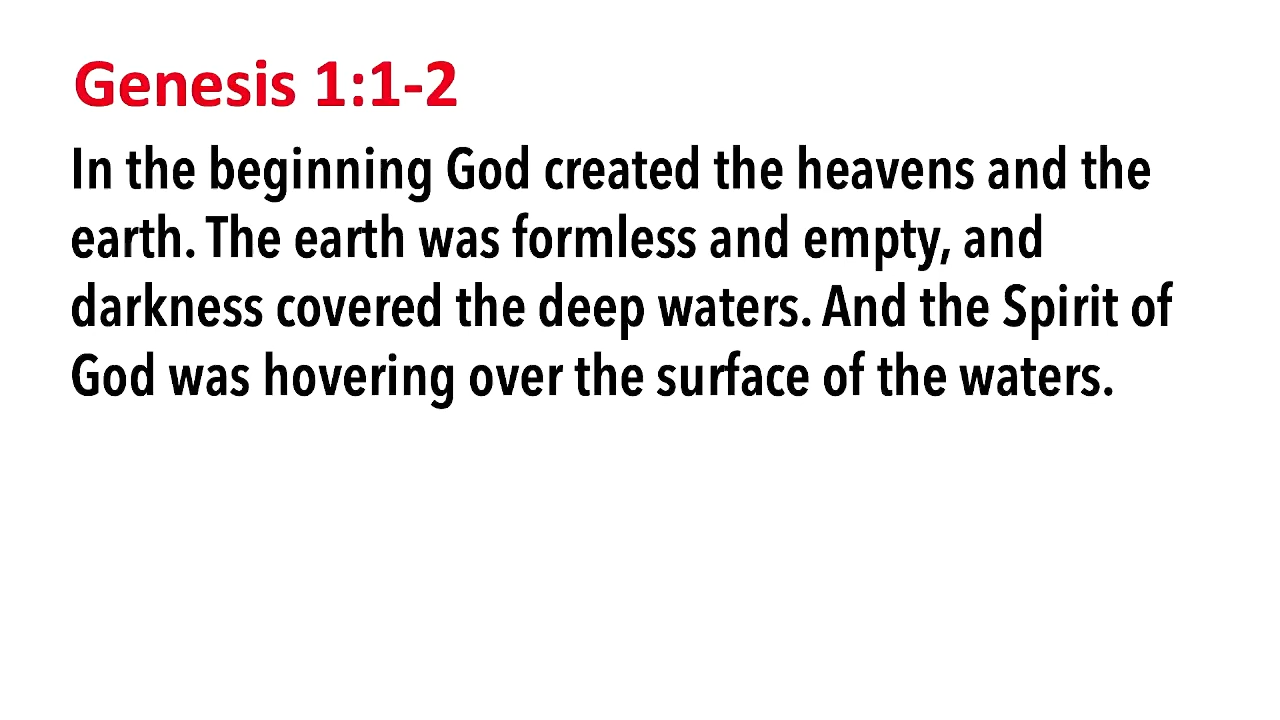 Genesis 1:1-2
In the beginning God created the heavens and the
earth. The earth was formless and empty, and
darkness covered the deep waters. And the Spirit of
God was hovering over the surface of the waters.